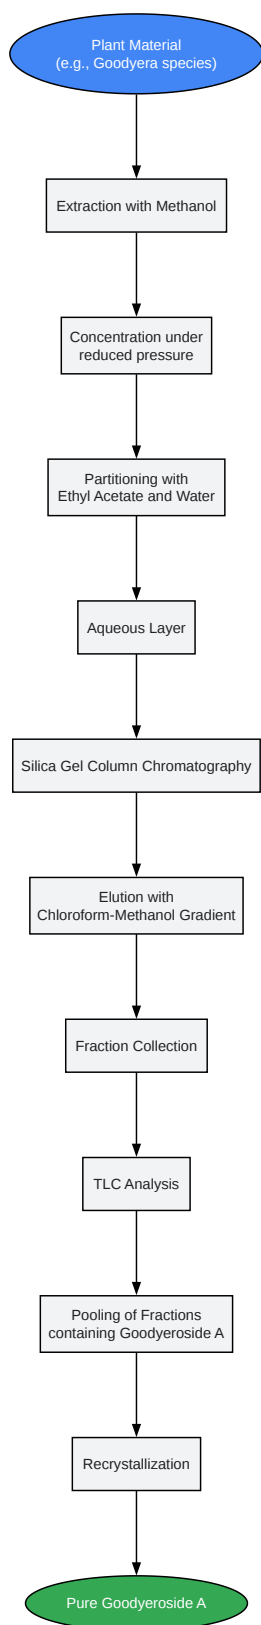 Plant Material
(e.g., Goodyera species)
Extraction with Methanol
Concentration under
reduced pressure
Partitioning with
Ethyl Acetate and Water
Aqueous Layer
Silica Gel Column Chromatography
Elution with
Chloroform-Methanol Gradient
Fraction Collection
TLC Analysis
Pooling of Fractions
containing Goodyeroside A
Recrystallization
Pure Goodyeroside A